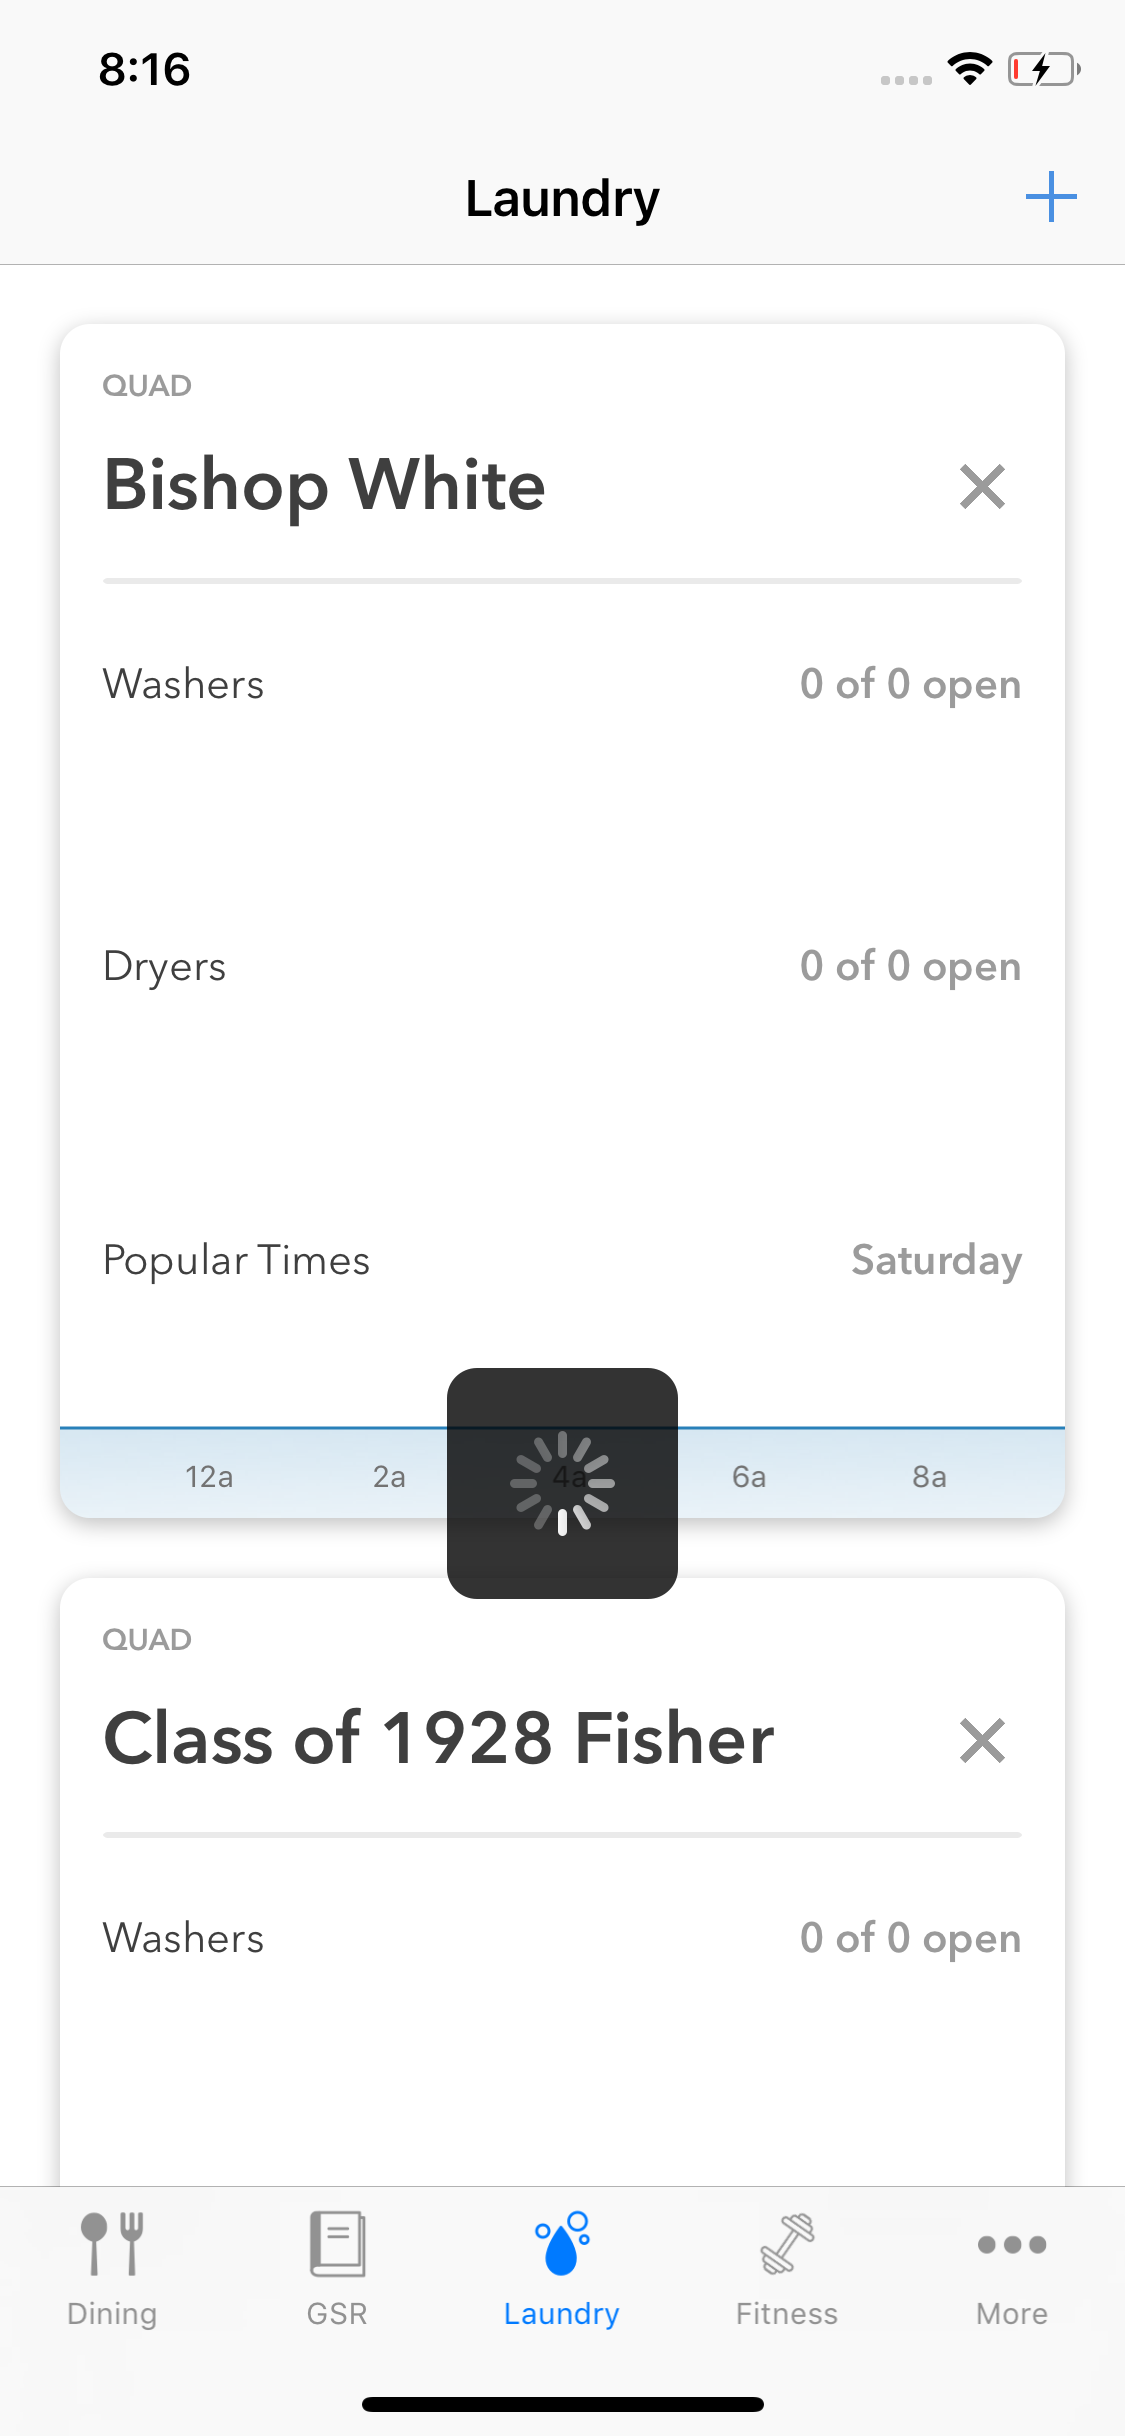 8:16
Laundry
QUAD
Bishop White
Washers 0 of 0 open
Dryers 0 of 0 open
Popular Times Saturday
12a 2a 4a 6a 8a
QUAD
Class of 1928 Fisher
Washers 0 of 0 open
Dining GSR Laundry Fitness More